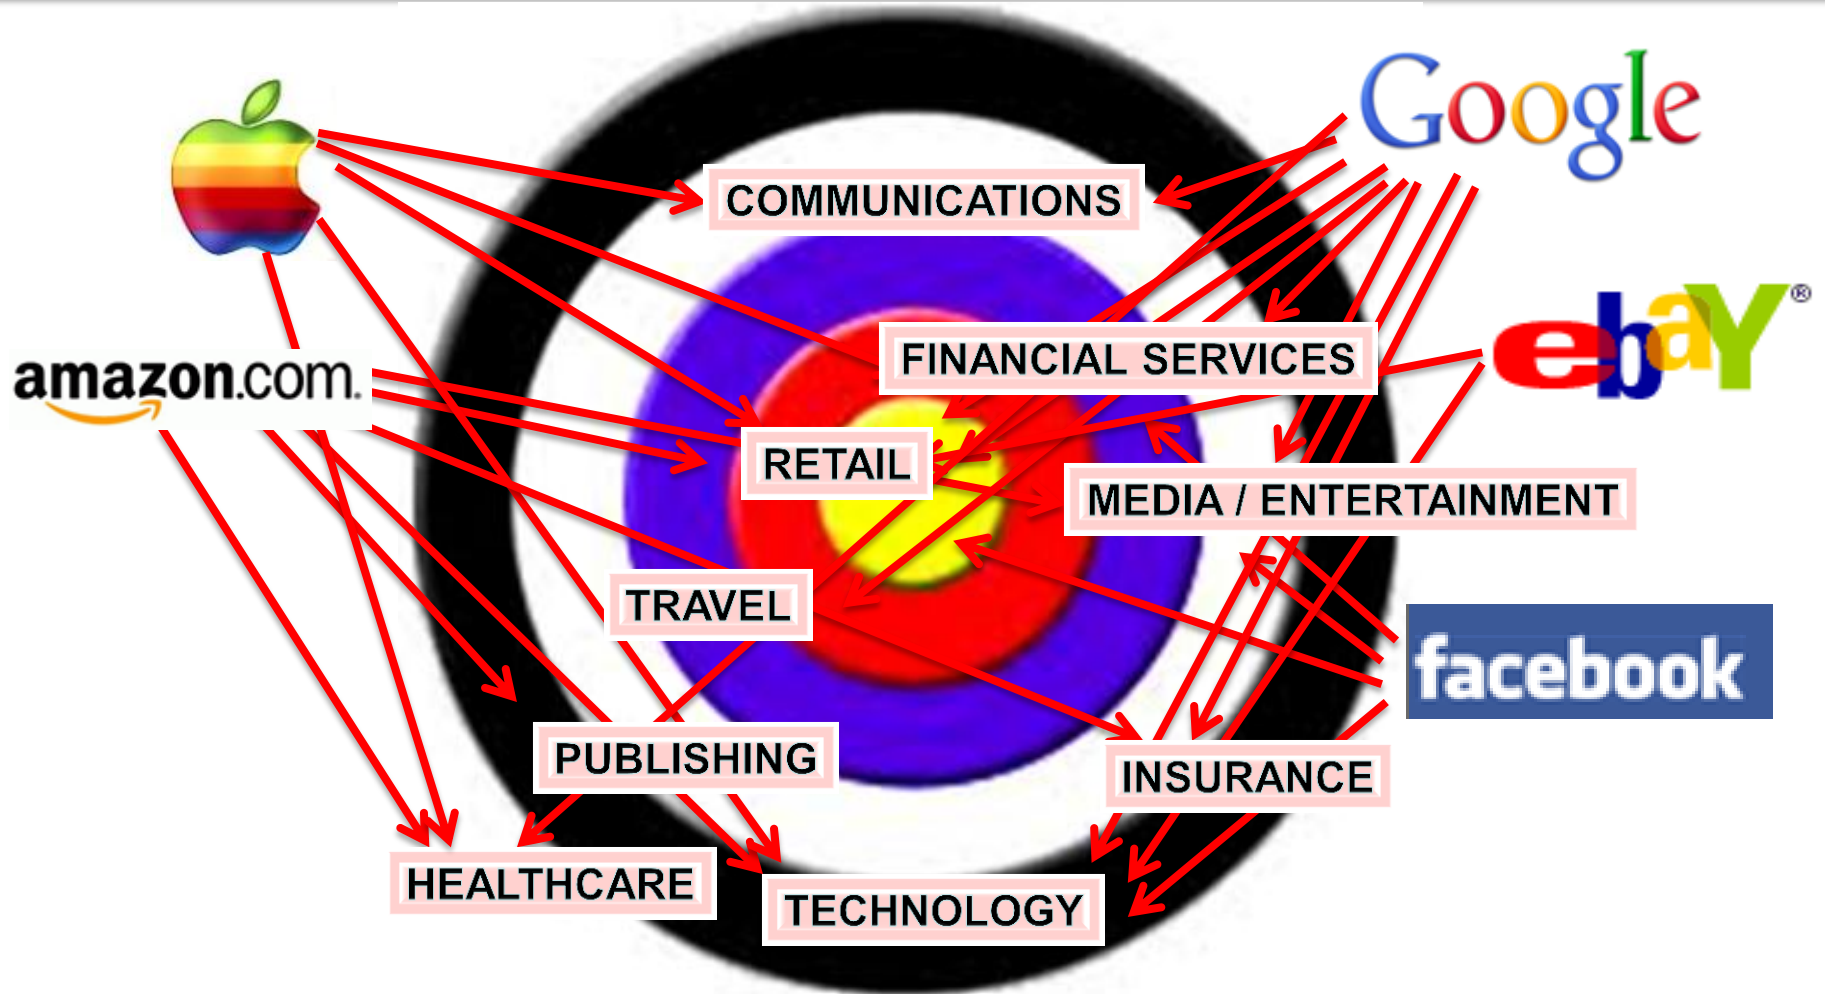 Google
COMMUNICATIONS
ebaY®
FINANCIAL SERVICES
amazon.com.
RETAIL
MEDIA / ENTERTAINMENT
TRAVEL
facebook
PUBLISHING
INSURANCE
HEALTHCARE
TECHNOLOGY